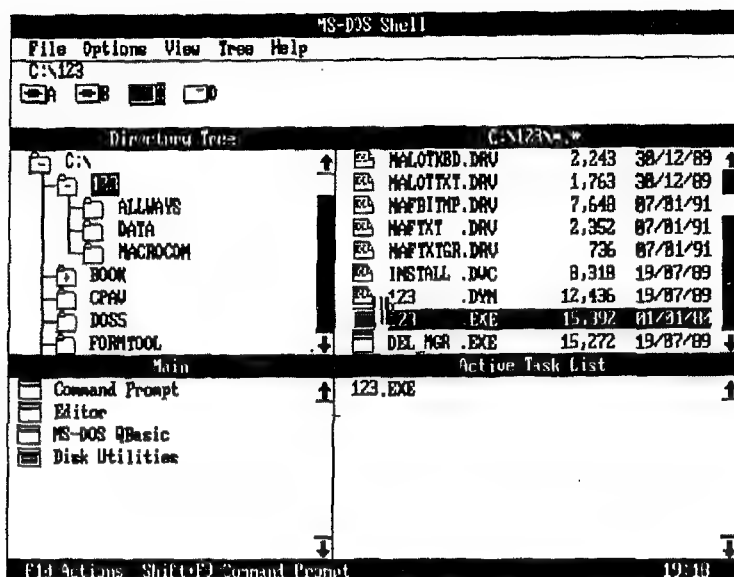 MS-DOS Shell
File Options View Tree Help
C:\123
A B D
Directory Tree
C:\
123
ALLWAYS
DATA
MACROCOM
BOOK
CPAV
DOSS
FORMTOOL
C:\123\*.*
MALOTKBD.DRV 2,243 30/12/89
MALOTTXT.DRV 1,763 30/12/89
MAFBITMP.DRV 7,648 07/01/91
MAFTXT .DRV 2,352 07/01/91
MAFTXTGR.DRV 736 07/01/91
INSTALL .DVC 8,318 19/07/89
123 .DYN 12,436 19/07/89
123 .EXE 15,392
DEL_MGR .EXE 15,272 19/07/89
Main
Command Prompt
Editor
MS-DOS QBasic
Disk Utilities
Active Task List
123.EXE
F10 Actions Shift+F9 Command Prompt 19:18